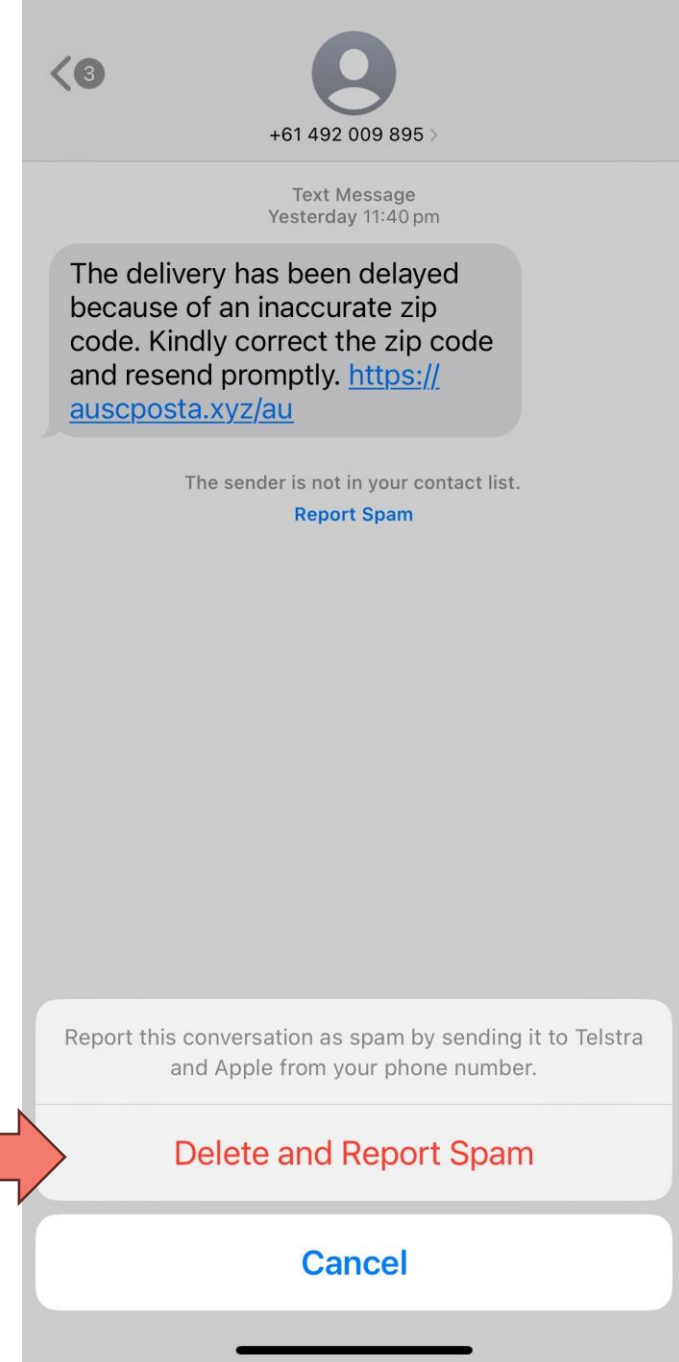 3
+61 492 009 895 >
Text Message
Yesterday 11:40 pm
The delivery has been delayed
because of an inaccurate zip
code. Kindly correct the zip code
and resend promptly. https://
auscposta.xyz/au
The sender is not in your contact list.
Report Spam
Report this conversation as spam by sending it to Telstra
and Apple from your phone number.
Delete and Report Spam
Cancel